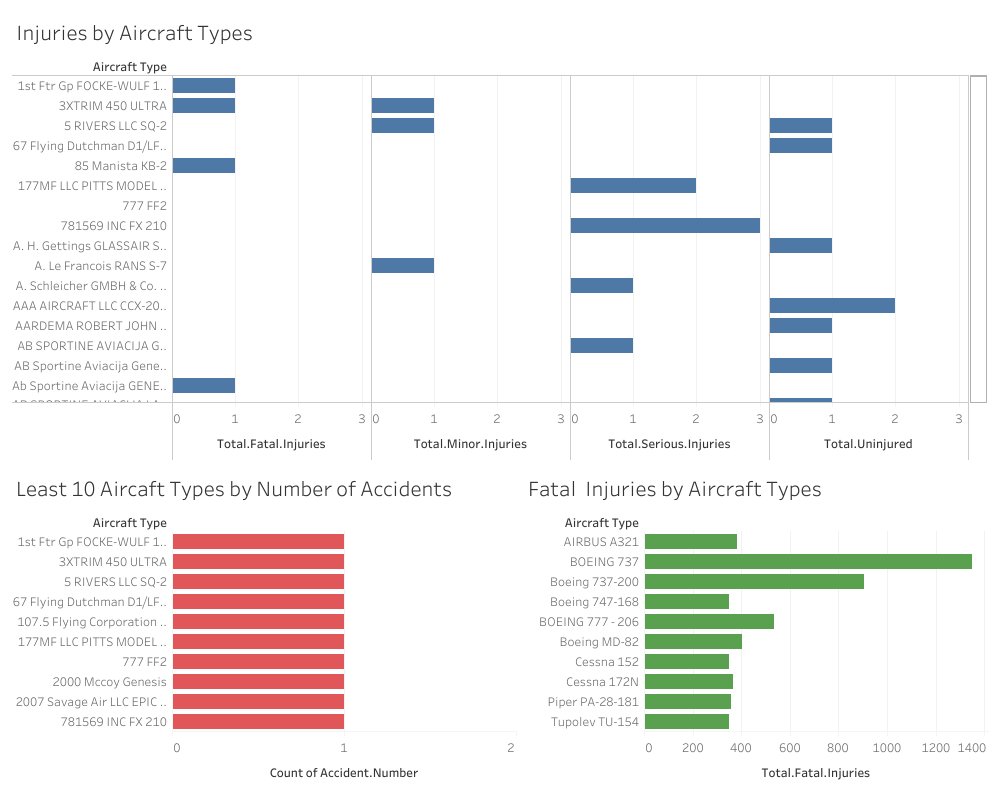 Injuries by Aircraft Types
Aircraft Type
1st Ftr Gp FOCKE-WULF 1..
3XTRIM 450 ULTRA
5 RIVERS LLC SQ-2
67 Flying Dutchman D1/LF..
85 Manista KB-2
177MF LLC PITTS MODEL ..
777 FF2
781569 INC FX 210
A. H. Gettings GLASSAIR S..
A. Le Francois RANS S-7
A. Schleicher GMBH & Co. ..
AAA AIRCRAFT LLC CCX-20..
AARDEMA ROBERT JOHN ..
AB SPORTINE AVIACIJA G..
AB Sportine Aviacija Gene..
Ab Sportine Aviacija GENE..
0 1 2 3 0 1 2 3 0 1 2 3 0 1 2 3
Total.Fatal.Injuries Total.Minor.Injuries Total.Serious.Injuries Total.Uninjured
Least 10 Aircaft Types by Number of Accidents
Aircraft Type
1st Ftr Gp FOCKE-WULF 1..
3XTRIM 450 ULTRA
5 RIVERS LLC SQ-2
67 Flying Dutchman D1/LF..
107.5 Flying Corporation ..
177MF LLC PITTS MODEL ..
777 FF2
2000 Mccoy Genesis
2007 Savage Air LLC EPIC ..
781569 INC FX 210
0 1 2
Count of Accident.Number
Fatal Injuries by Aircraft Types
Aircraft Type
AIRBUS A321
BOEING 737
Boeing 737-200
Boeing 747-168
BOEING 777 - 206
Boeing MD-82
Cessna 152
Cessna 172N
Piper PA-28-181
Tupolev TU-154
0 200 400 600 800 1000 1200 1400
Total.Fatal.Injuries